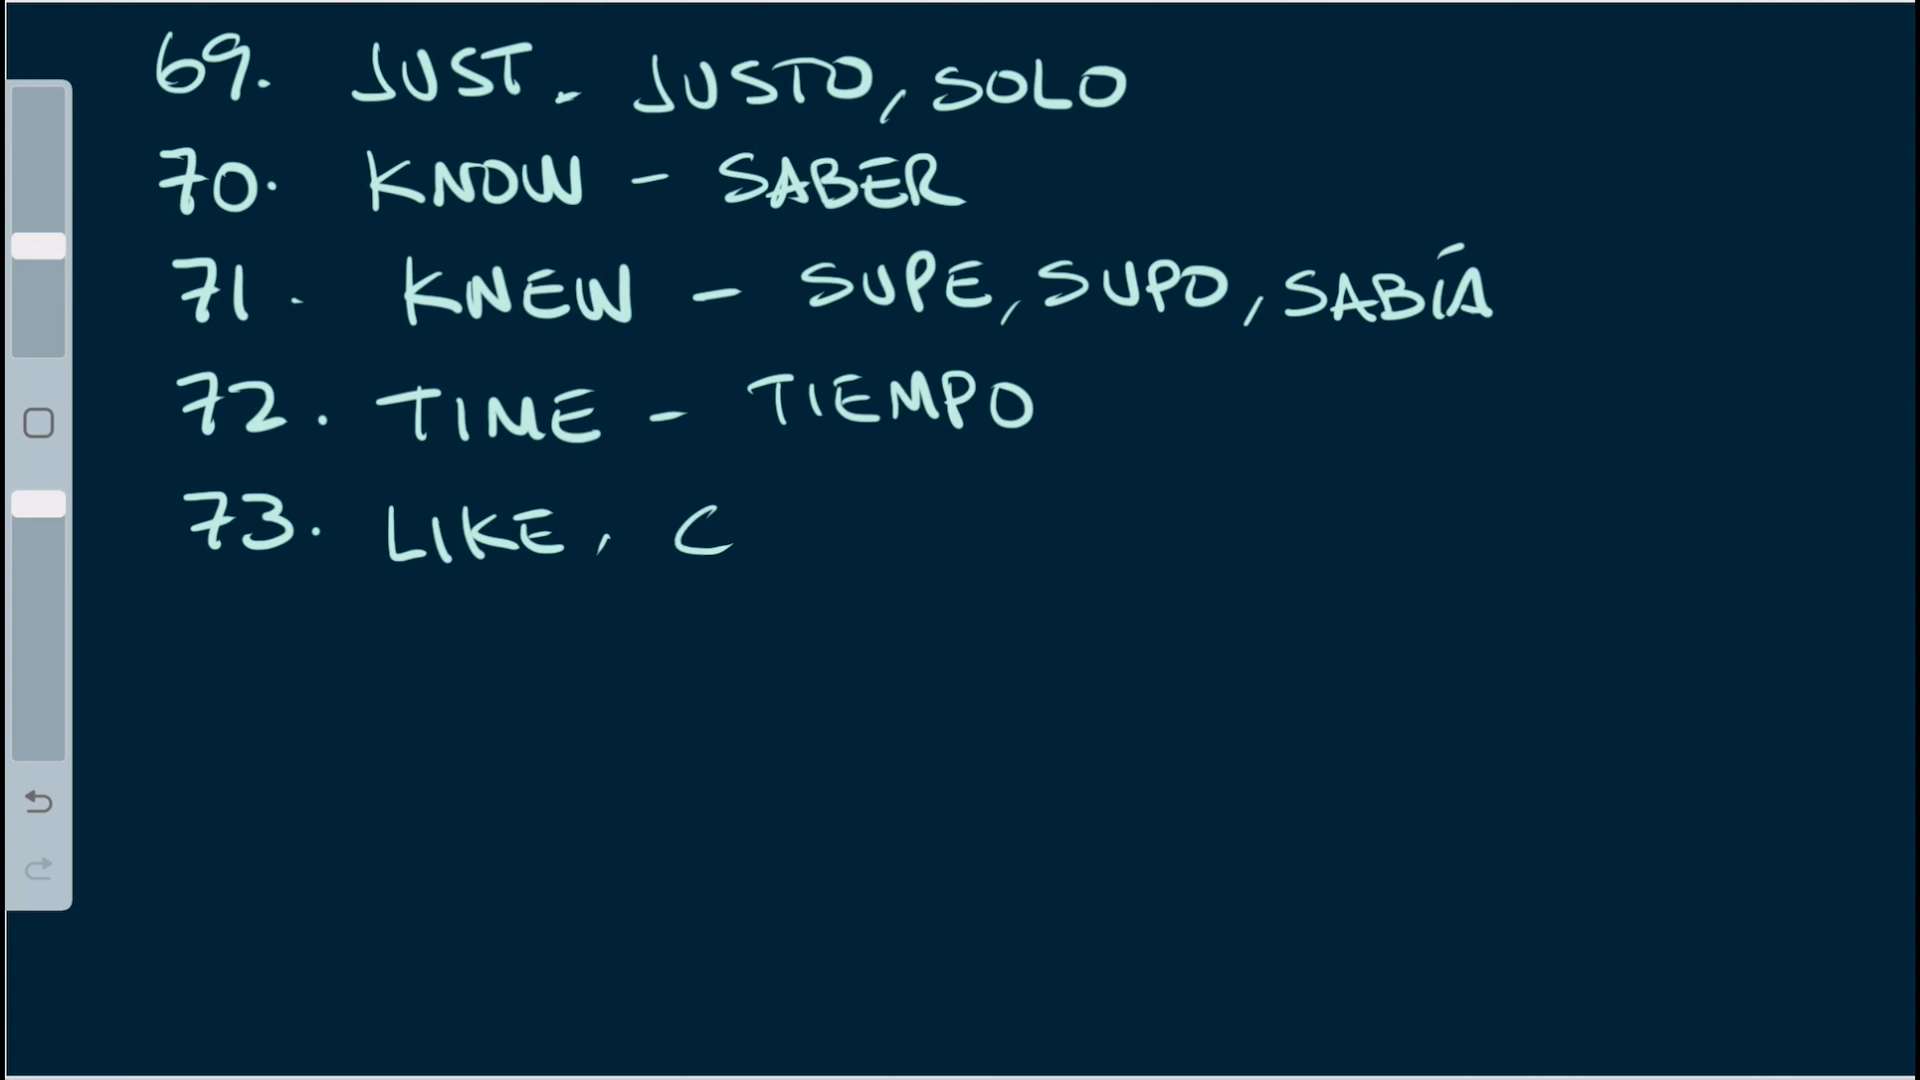 69. JUST - JUSTO, SOLO
70. KNOW - SABER
71. KNEW - SUPE, SUPO, SABÍA
72. TIME - TIEMPO
73. LIKE, C